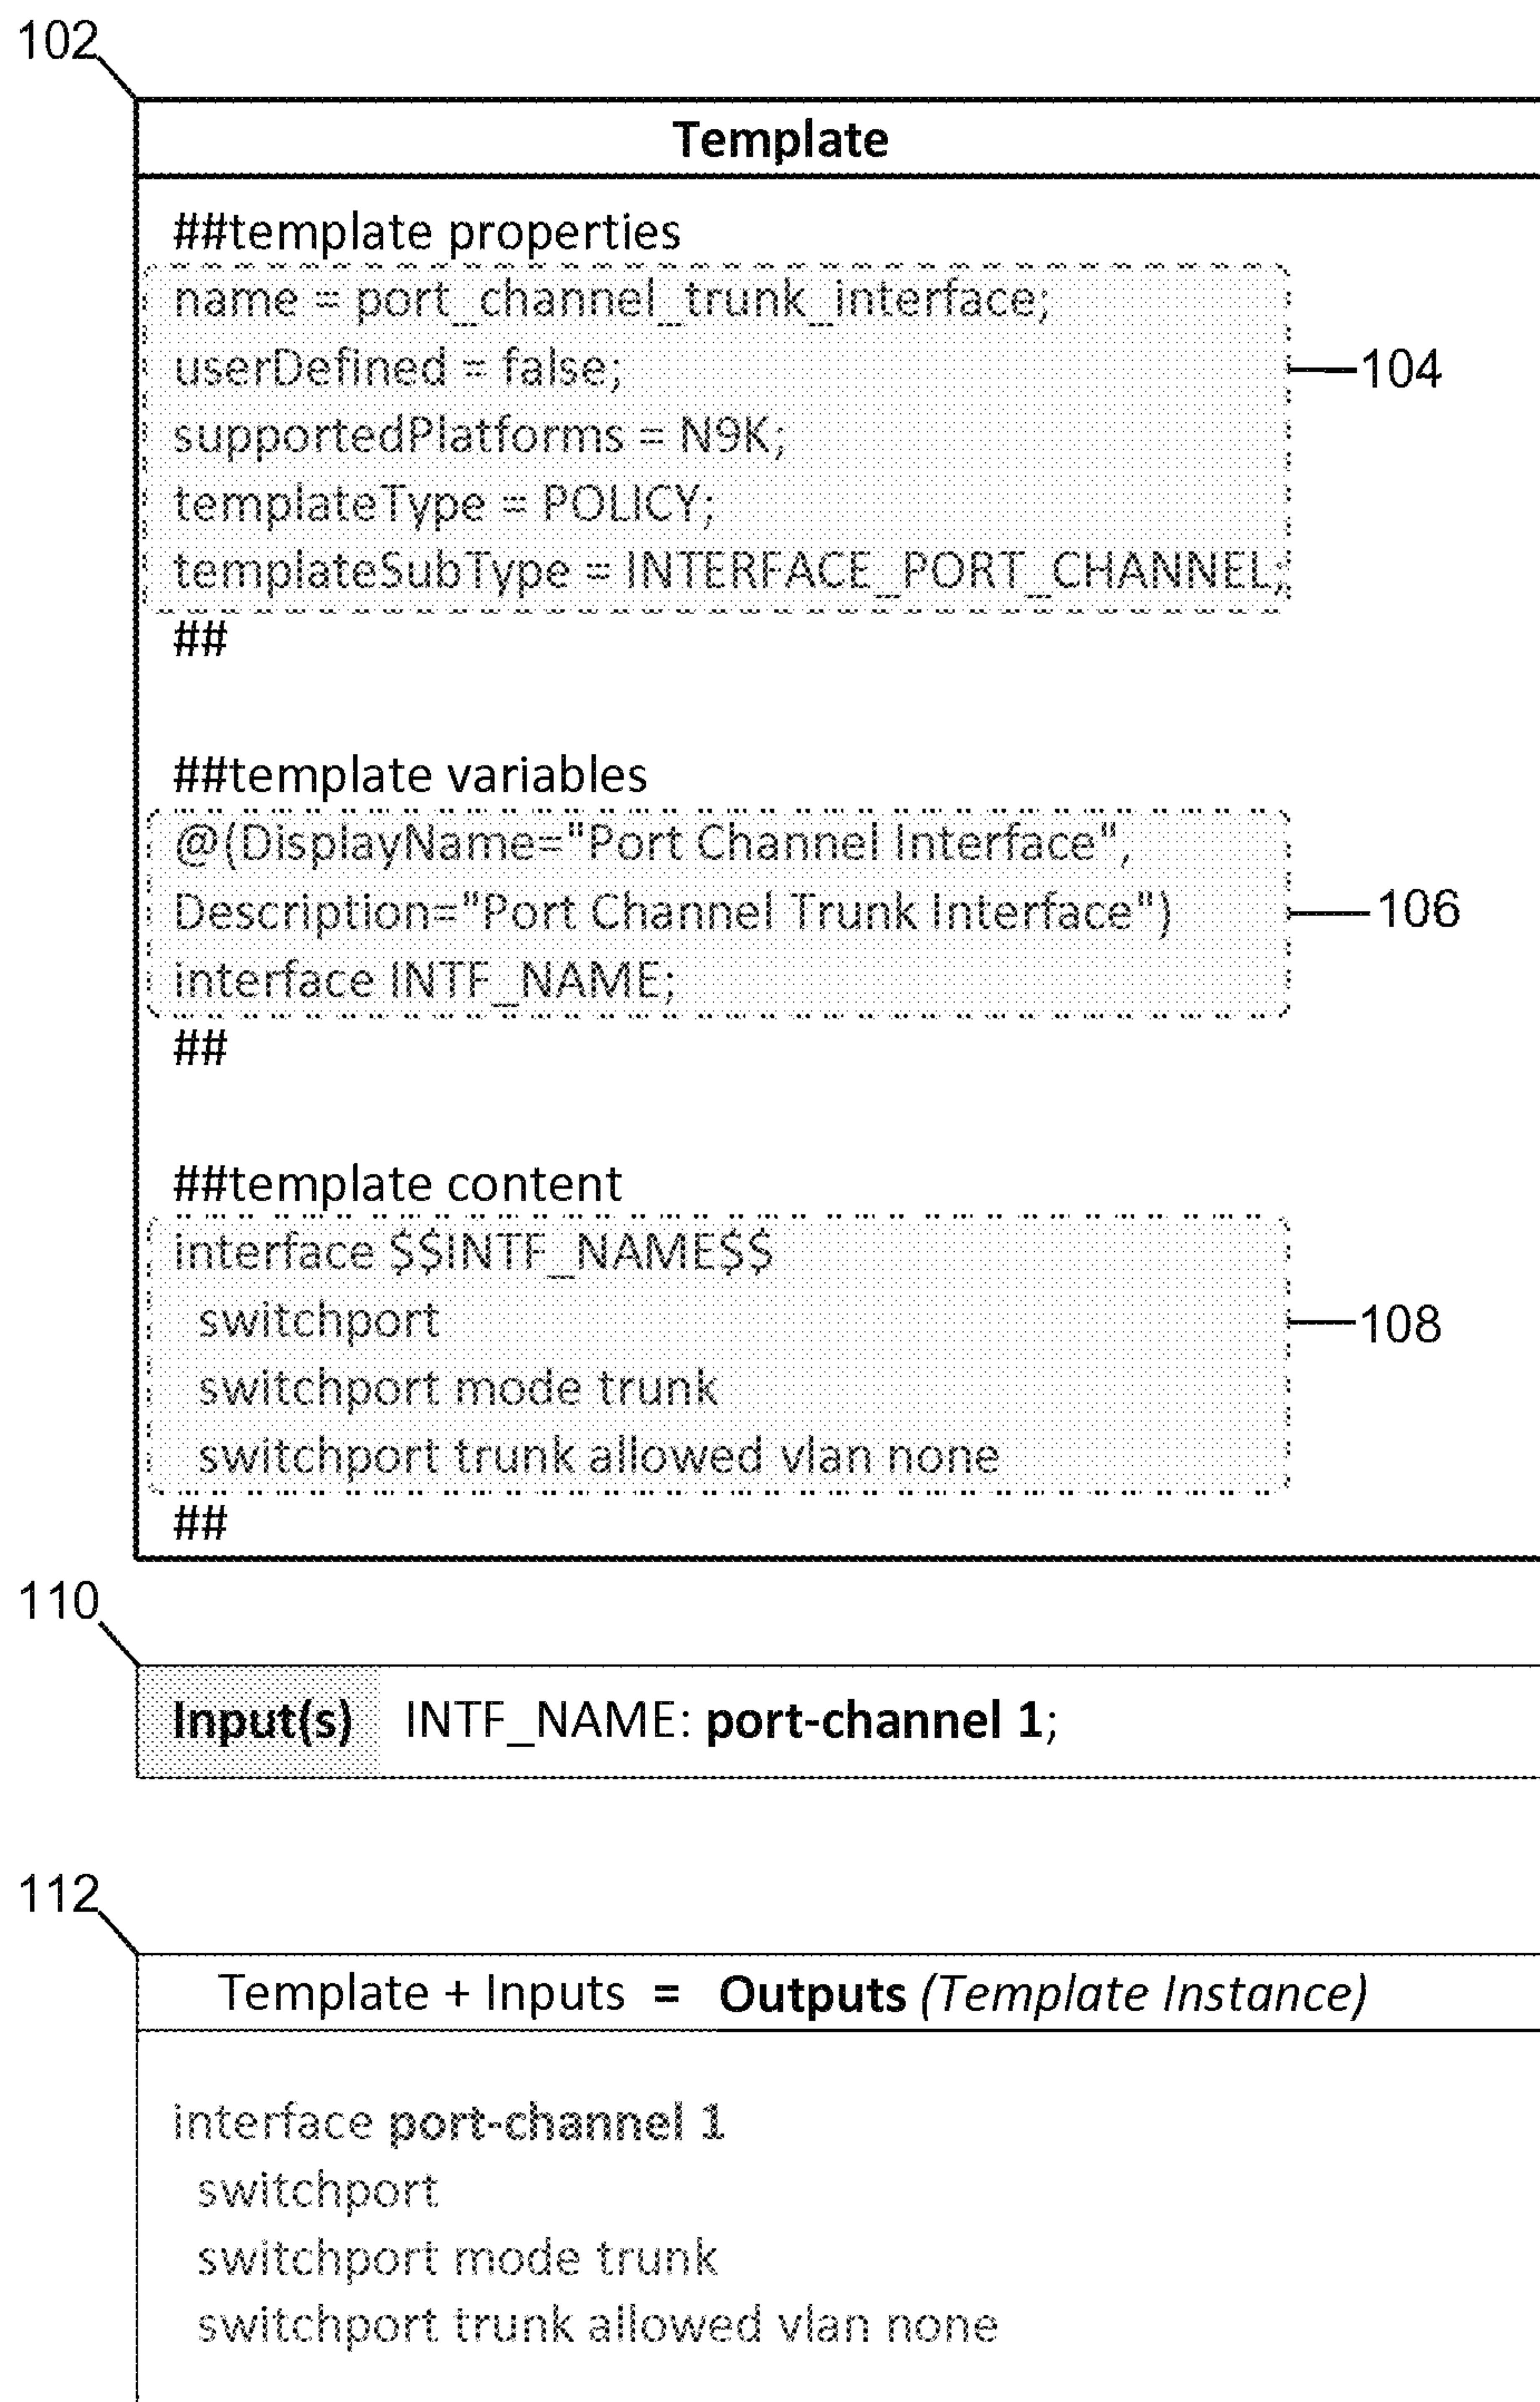 102
Template
##template properties
name = port_channel_trunk_interface;
userDefined = false;
104
supportedPlatforms = N9K;
templateType = POLICY;
templateSubType = INTERFACE_PORT_CHANNEL;
##
##template variables
@(DisplayName="Port Channel Interface",
Description="Port Channel Trunk Interface")
106
interface INTF_NAME;
##
##template content
interface $$INTF_NAME$$
switchport
108
switchport mode trunk
switchport trunk allowed vlan none
##
110
Input(s) INTF_NAME: port-channel 1;
112
Template + Inputs = Outputs (Template Instance)
interface port-channel 1
switchport
switchport mode trunk
switchport trunk allowed vlan none